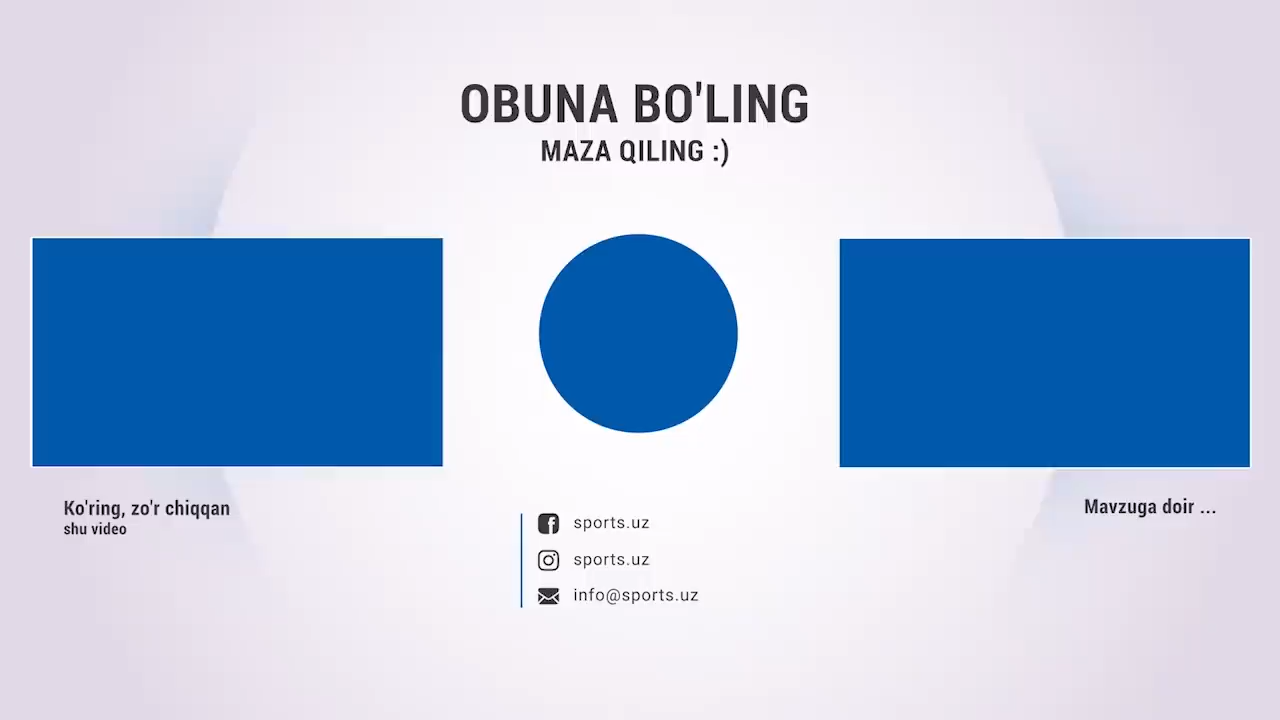 OBUNA BO'LING
MAZA QILING :)
Ko'ring, zo'r chiqqan
shu video
Mavzuga doir ...
sports.uz
sports.uz
info@sports.uz